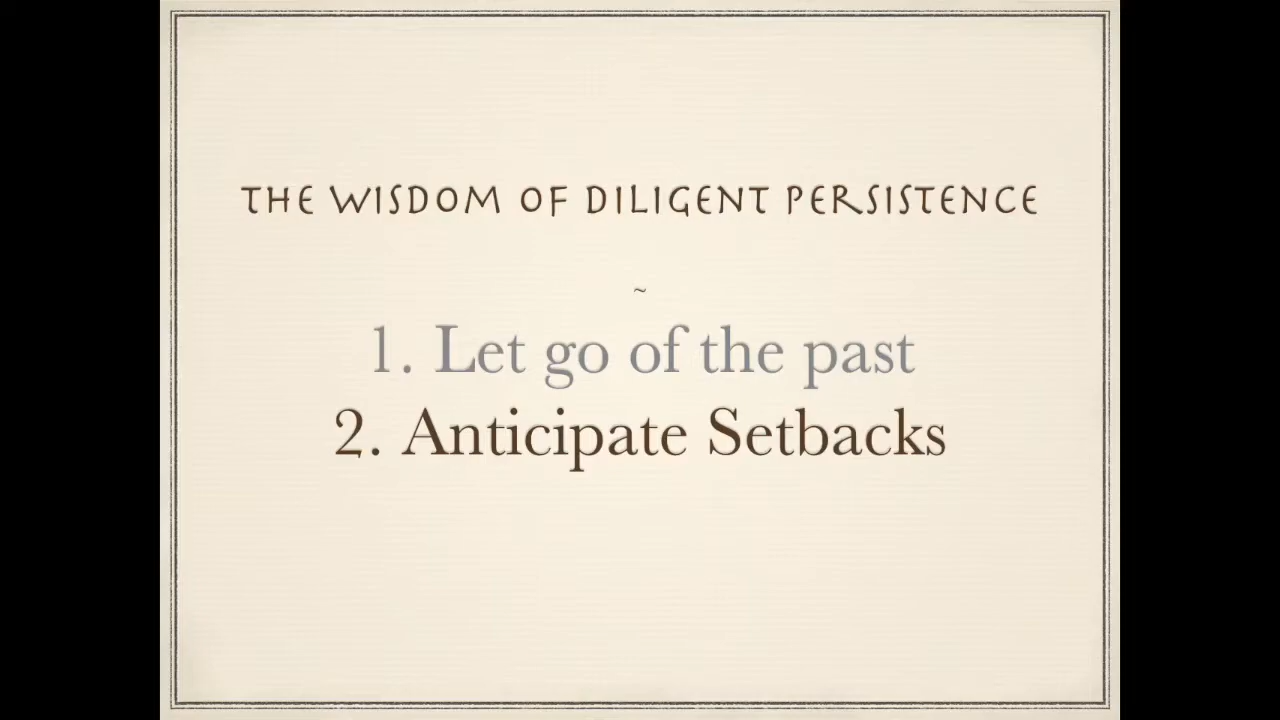 THE WISDOM OF DILIGENT PERSISTENCE
~
1. Let go of the past
2. Anticipate Setbacks